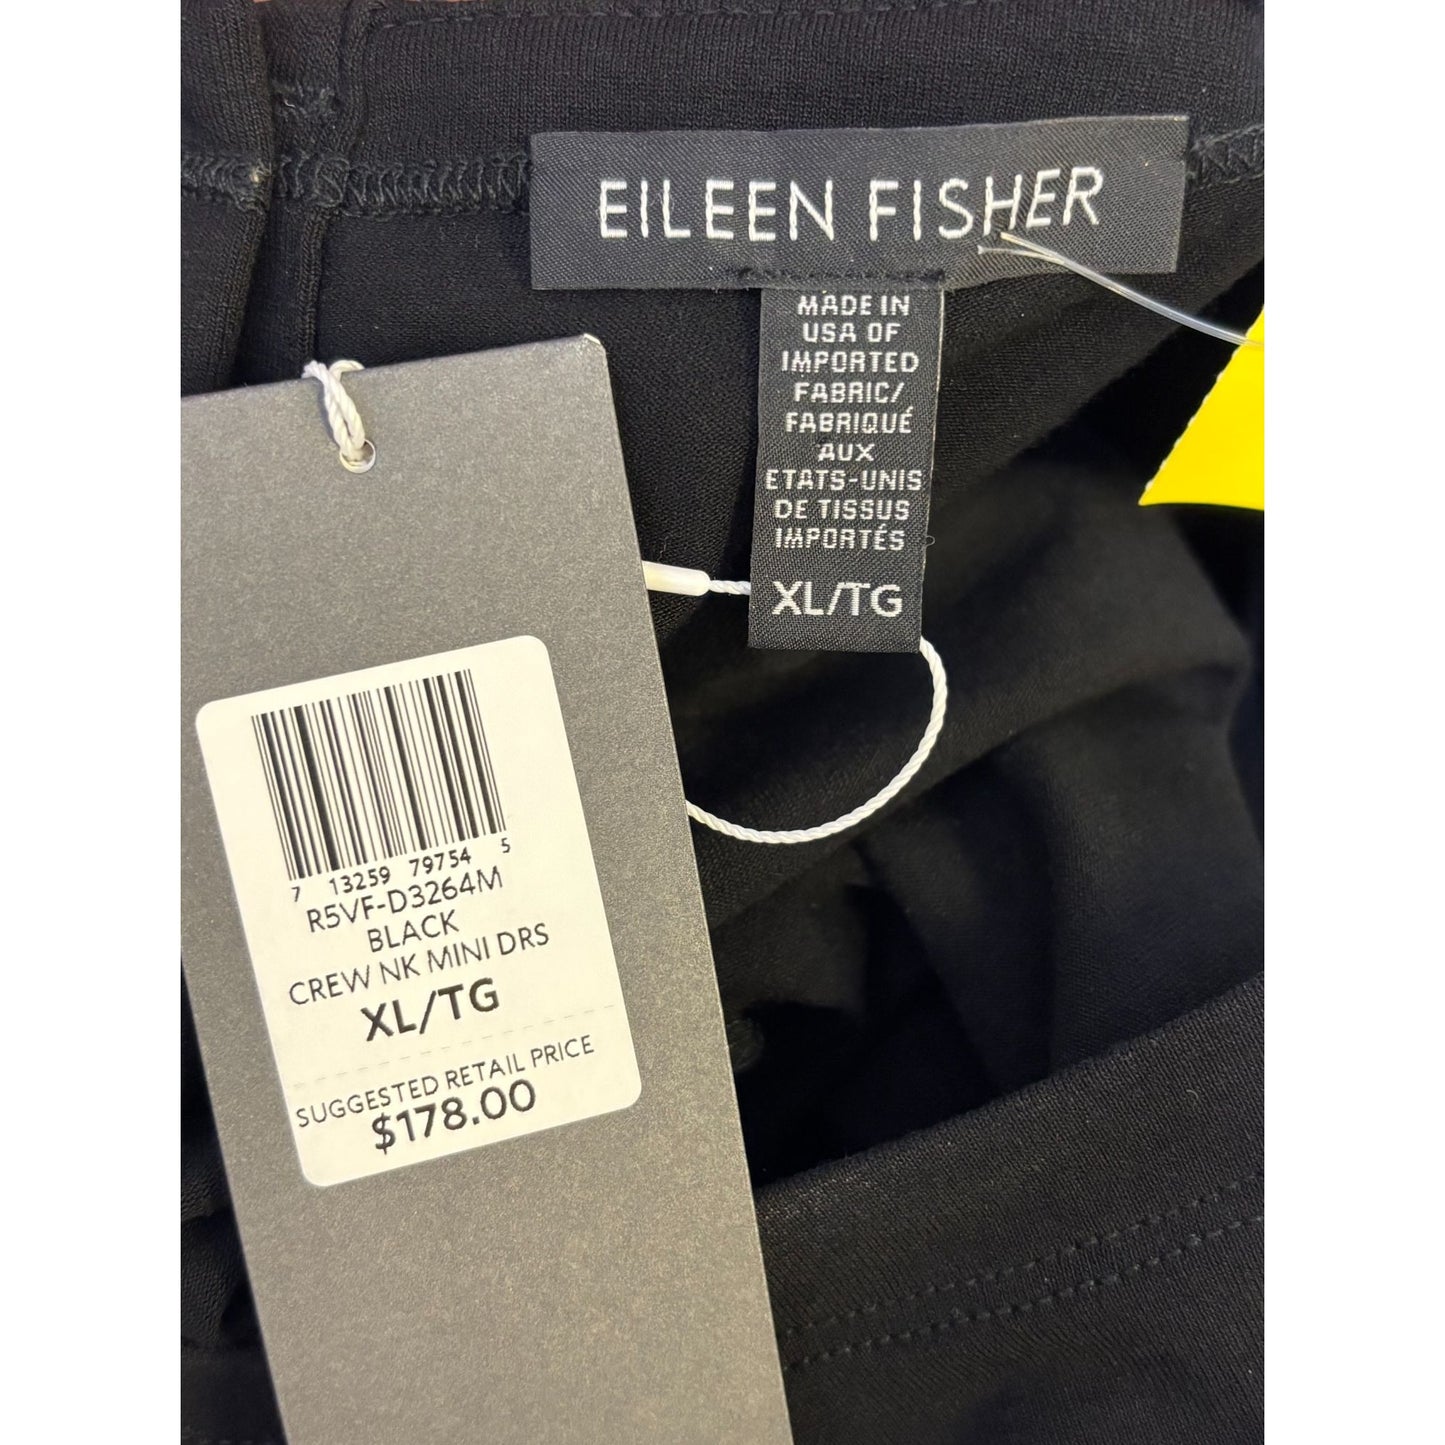 EILEEN FISHER
MADE IN
USA OF
IMPORTED
FABRIC/
FABRIQUÉ
AUX
ETATS-UNIS
DE TISSUS
IMPORTÉS
XL/TG
7 13259 79754 5
R5VF-D3264M
BLACK
CREW NK MINI DRS
XL/TG
SUGGESTED RETAIL PRICE
$178.00